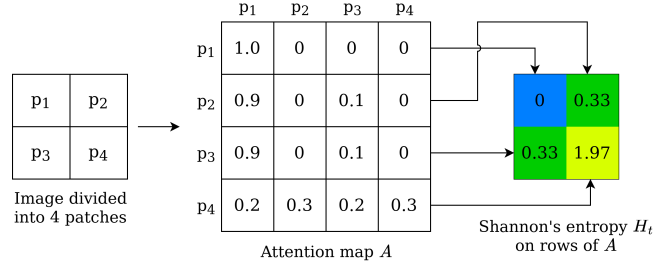 p₁ p₂ p₃ p₄
p₁ 1.0 0 0 0
p₂ 0.9 0 0.1 0
p₃ 0.9 0 0.1 0
p₄ 0.2 0.3 0.2 0.3
p₁ p₂
p₃ p₄
Image divided
into 4 patches
Attention map A
0 0.33
0.33 1.97
Shannon's entropy Hₜ
on rows of A